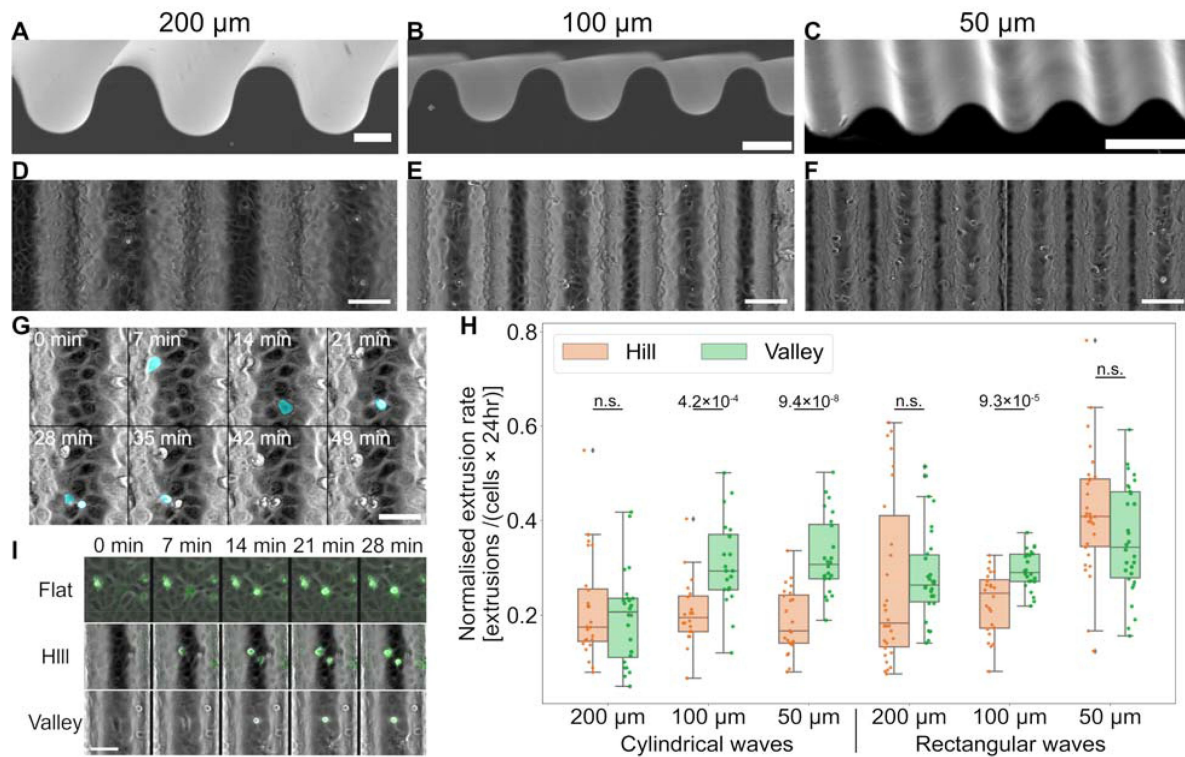 200 µm
100 µm
50 µm
A
B
C
D
E
F
G
0 min
7 min
14 min
21 min
28 min
35 min
42 min
49 min
H
Normalised extrusion rate
[extrusions /(cells × 24hr)]
0.8
0.6
0.4
0.2
Hill
Valley
n.s.
4.2×10⁻⁴
9.4×10⁻⁸
n.s.
9.3×10⁻⁵
n.s.
200 µm
100 µm
50 µm
200 µm
100 µm
50 µm
Cylindrical waves
Rectangular waves
I
0 min
7 min
14 min
21 min
28 min
Flat
HIll
Valley